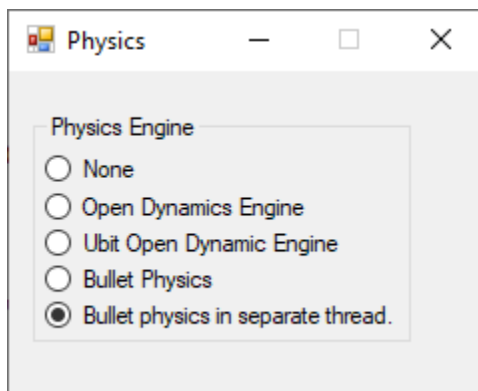 Physics
Physics Engine
None
Open Dynamics Engine
Ubit Open Dynamic Engine
Bullet Physics
Bullet physics in separate thread.